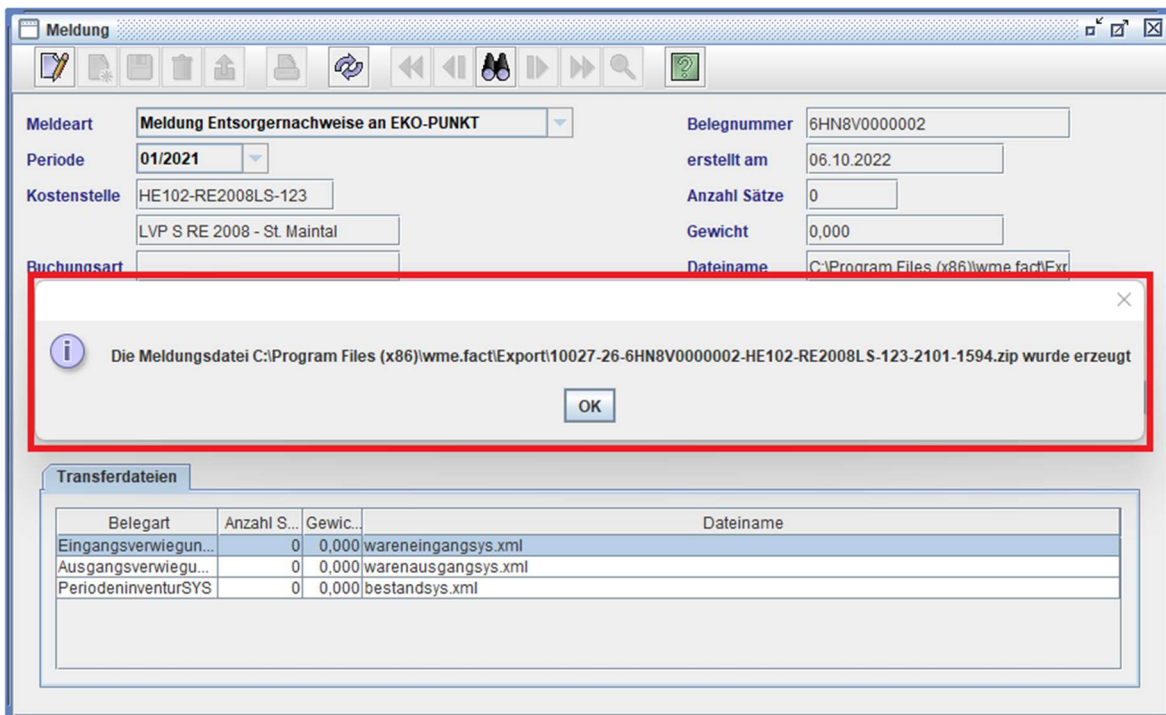 Meldung
Meldeart Meldung Entsorgernachweise an EKO-PUNKT Belegnummer 6HN8V0000002
Periode 01/2021 erstellt am 06.10.2022
Kostenstelle HE102-RE2008LS-123 Anzahl Sätze 0
LVP S RE 2008 - St. Maintal Gewicht 0,000
Buchungsart Dateiname C:\Program Files (x86)\wme.fact\Exp
Die Meldungsdatei C:\Program Files (x86)\wme.fact\Export\10027-26-6HN8V0000002-HE102-RE2008LS-123-2101-1594.zip wurde erzeugt
OK
Transferdateien
Belegart Anzahl S... Gewic... Dateiname
Eingangsverwiegun... 0 0,000 wareneingangsys.xml
Ausgangsverwiegu... 0 0,000 warenausgangsys.xml
PeriodeninventurSYS 0 0,000 bestandsys.xml